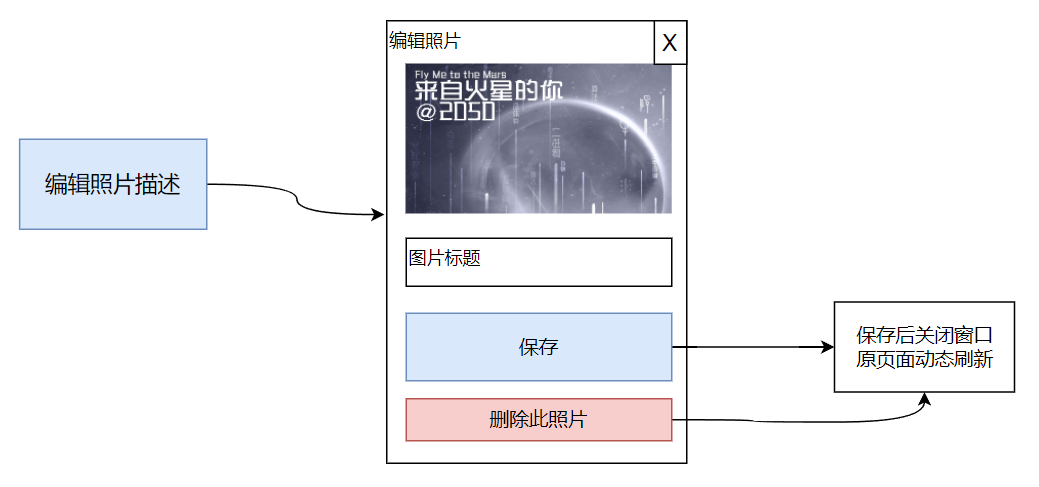 编辑照片
X
Fly Me to the Mars
来自火星的你
@2050
编辑照片描述
图片标题
保存
保存后关闭窗口
原页面动态刷新
删除此照片